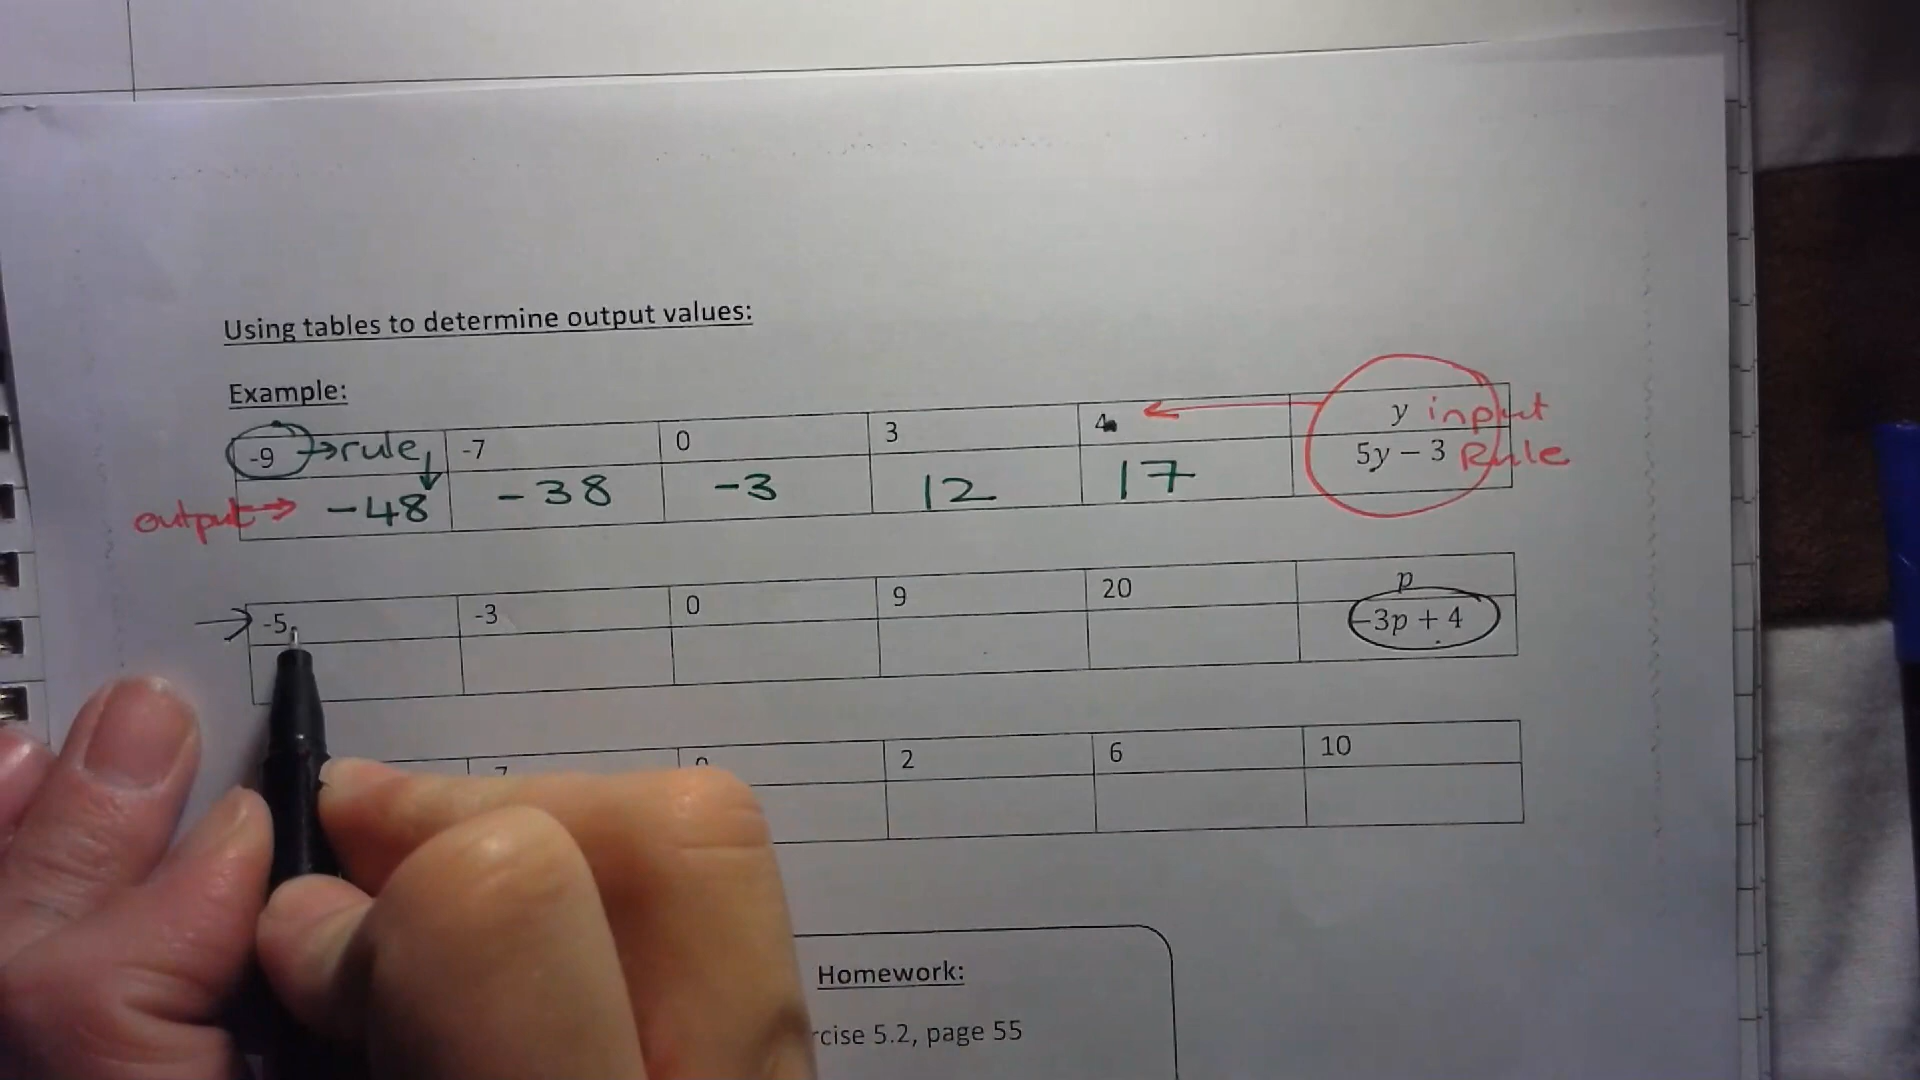 Using tables to determine output values:
Example:
-9 → rule -7 0 3 4 ← y input
output → -48 -38 -3 12 17 5y – 3 Rule
→ -5 -3 0 9 20 p
-3p + 4
2 6 10
Homework:
rcise 5.2, page 55